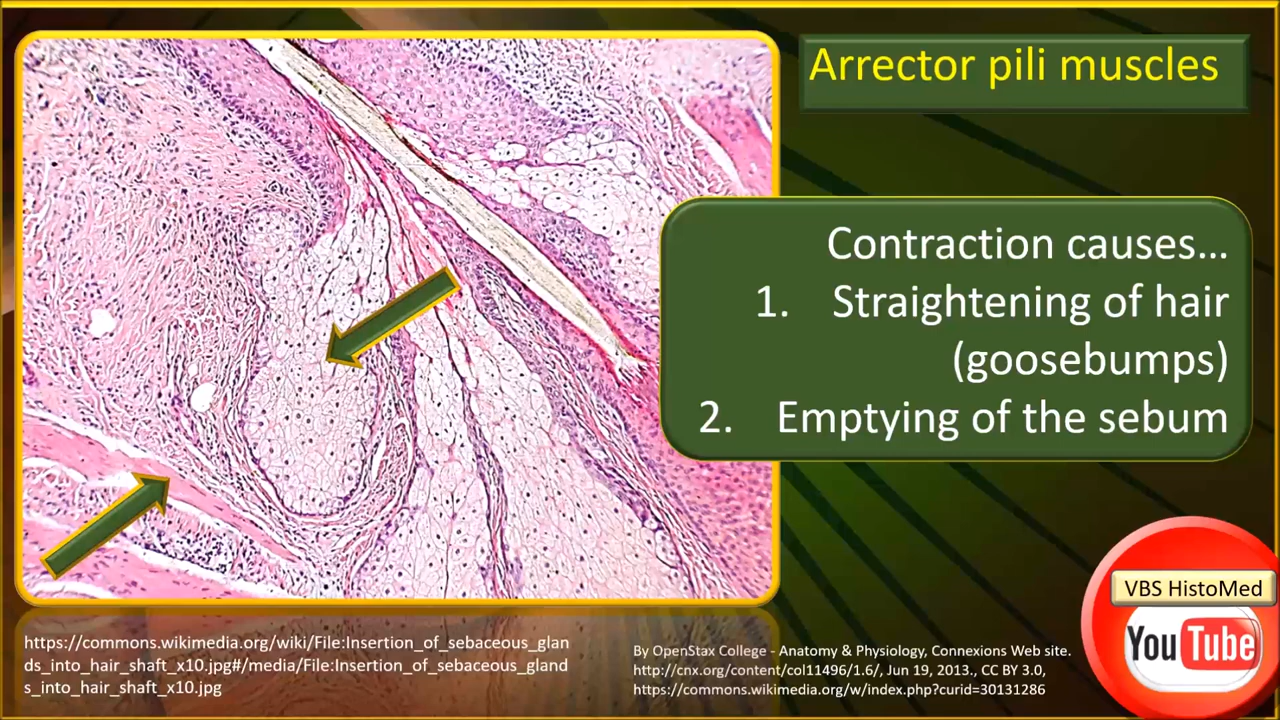 Arrector pili muscles
Contraction causes...
1. Straightening of hair
(goosebumps)
2. Emptying of the sebum
VBS HistoMed
YouTube
https://commons.wikimedia.org/wiki/File:Insertion_of_sebaceous_glan
ds_into_hair_shaft_x10.jpg#/media/File:Insertion_of_sebaceous_gland
s_into_hair_shaft_x10.jpg
By OpenStax College - Anatomy & Physiology, Connexions Web site.
http://cnx.org/content/col11496/1.6/, Jun 19, 2013., CC BY 3.0,
https://commons.wikimedia.org/w/index.php?curid=30131286